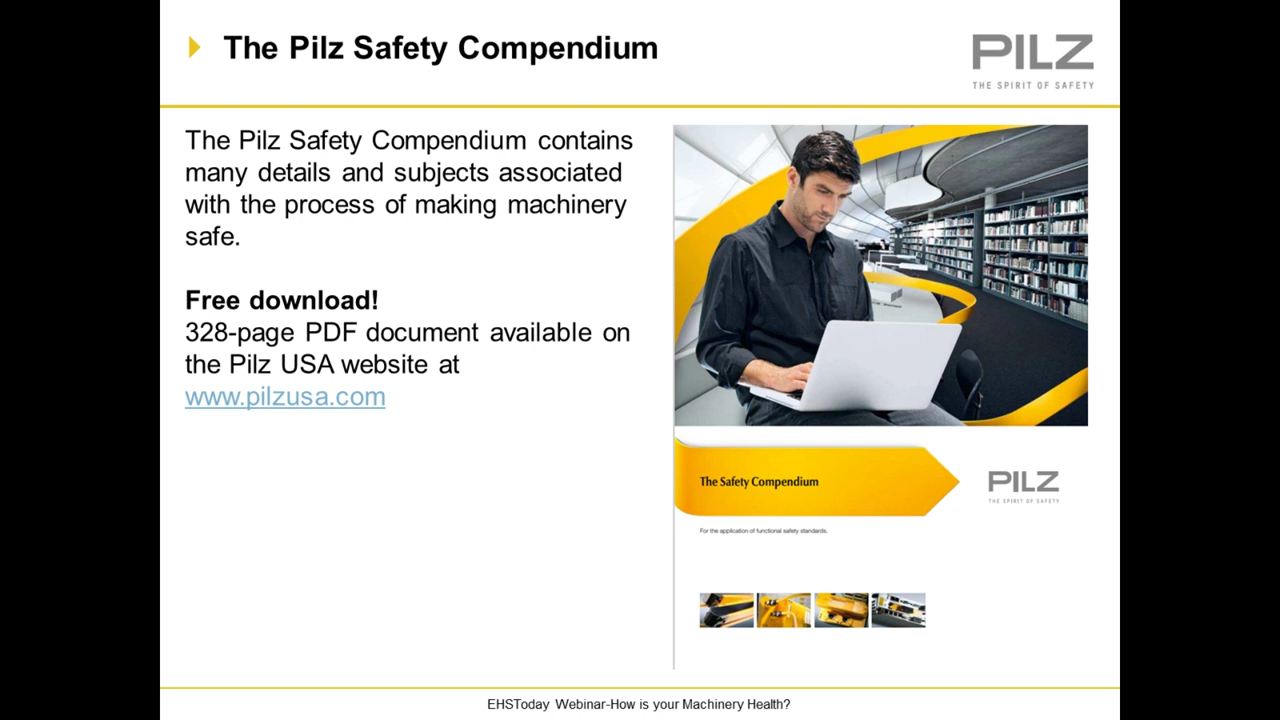 The Pilz Safety Compendium
PILZ
THE SPIRIT OF SAFETY
The Pilz Safety Compendium contains
many details and subjects associated
with the process of making machinery
safe.
Free download!
328-page PDF document available on
the Pilz USA website at
www.pilzusa.com
The Safety Compendium
PILZ
THE SPIRIT OF SAFETY
For the application of functional safety standards.
EHSToday Webinar-How is your Machinery Health?